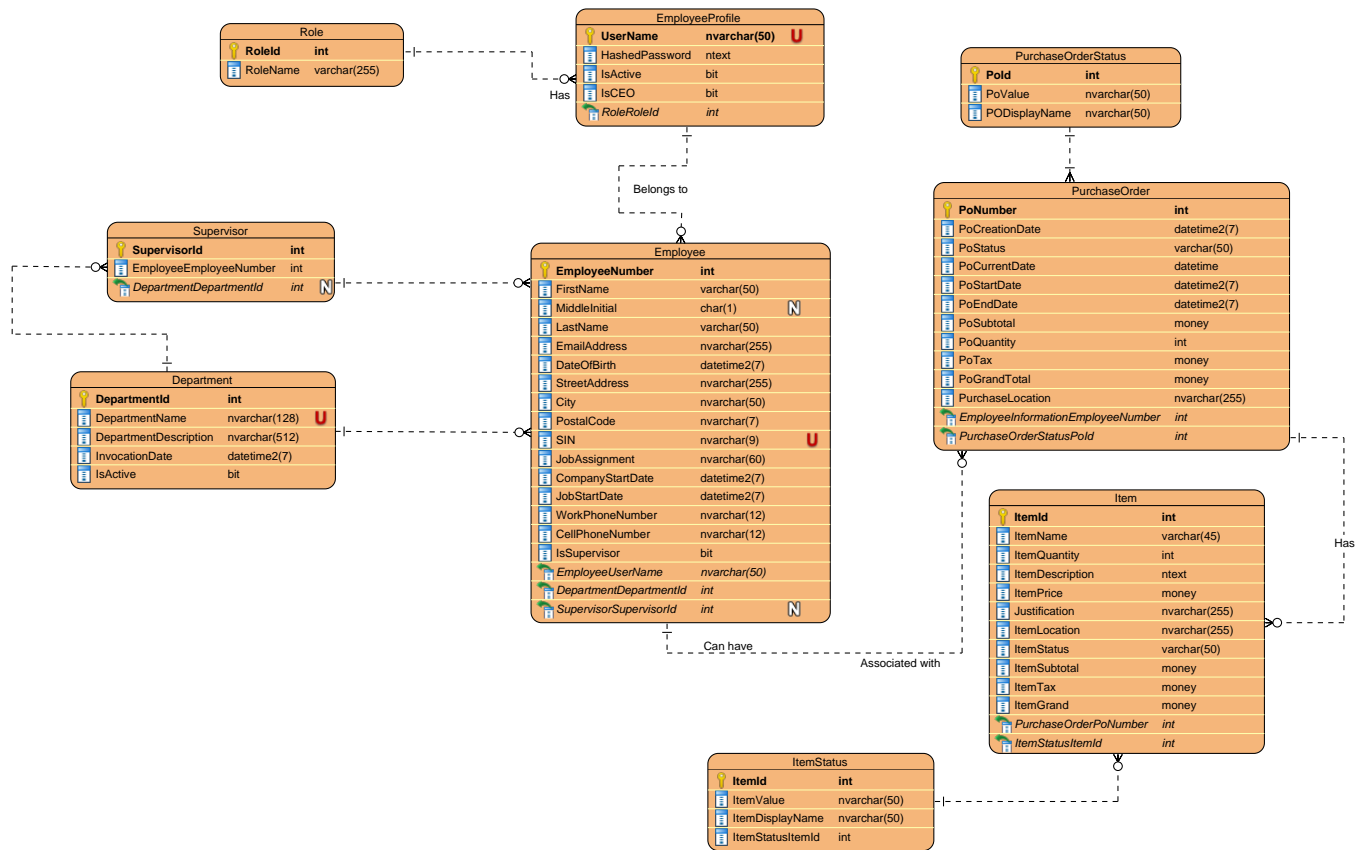 Role
RoleId int
RoleName varchar(255)
EmployeeProfile
UserName nvarchar(50) U
HashedPassword ntext
IsActive bit
IsCEO bit
RoleRoleId int
Has
Belongs to
PurchaseOrderStatus
PoId int
PoValue nvarchar(50)
PODisplayName nvarchar(50)
Supervisor
SupervisorId int
EmployeeEmployeeNumber int
DepartmentDepartmentId int N
Department
DepartmentId int
DepartmentName nvarchar(128) U
DepartmentDescription nvarchar(512)
InvocationDate datetime2(7)
IsActive bit
Employee
EmployeeNumber int
FirstName varchar(50)
MiddleInitial char(1) N
LastName varchar(50)
EmailAddress nvarchar(255)
DateOfBirth datetime2(7)
StreetAddress nvarchar(255)
City nvarchar(50)
PostalCode nvarchar(7)
SIN nvarchar(9) U
JobAssignment nvarchar(60)
CompanyStartDate datetime2(7)
JobStartDate datetime2(7)
WorkPhoneNumber nvarchar(12)
CellPhoneNumber nvarchar(12)
IsSupervisor bit
EmployeeUserName nvarchar(50)
DepartmentDepartmentId int
SupervisorSupervisorId int N
Can have
Associated with
PurchaseOrder
PoNumber int
PoCreationDate datetime2(7)
PoStatus varchar(50)
PoCurrentDate datetime
PoStartDate datetime2(7)
PoEndDate datetime2(7)
PoSubtotal money
PoQuantity int
PoTax money
PoGrandTotal money
PurchaseLocation nvarchar(255)
EmployeeInformationEmployeeNumber int
PurchaseOrderStatusPoId int
Has
Item
ItemId int
ItemName varchar(45)
ItemQuantity int
ItemDescription ntext
ItemPrice money
Justification nvarchar(255)
ItemLocation nvarchar(255)
ItemStatus varchar(50)
ItemSubtotal money
ItemTax money
ItemGrand money
PurchaseOrderPoNumber int
ItemStatusItemId int
ItemStatus
ItemId int
ItemValue nvarchar(50)
ItemDisplayName nvarchar(50)
ItemStatusItemId int